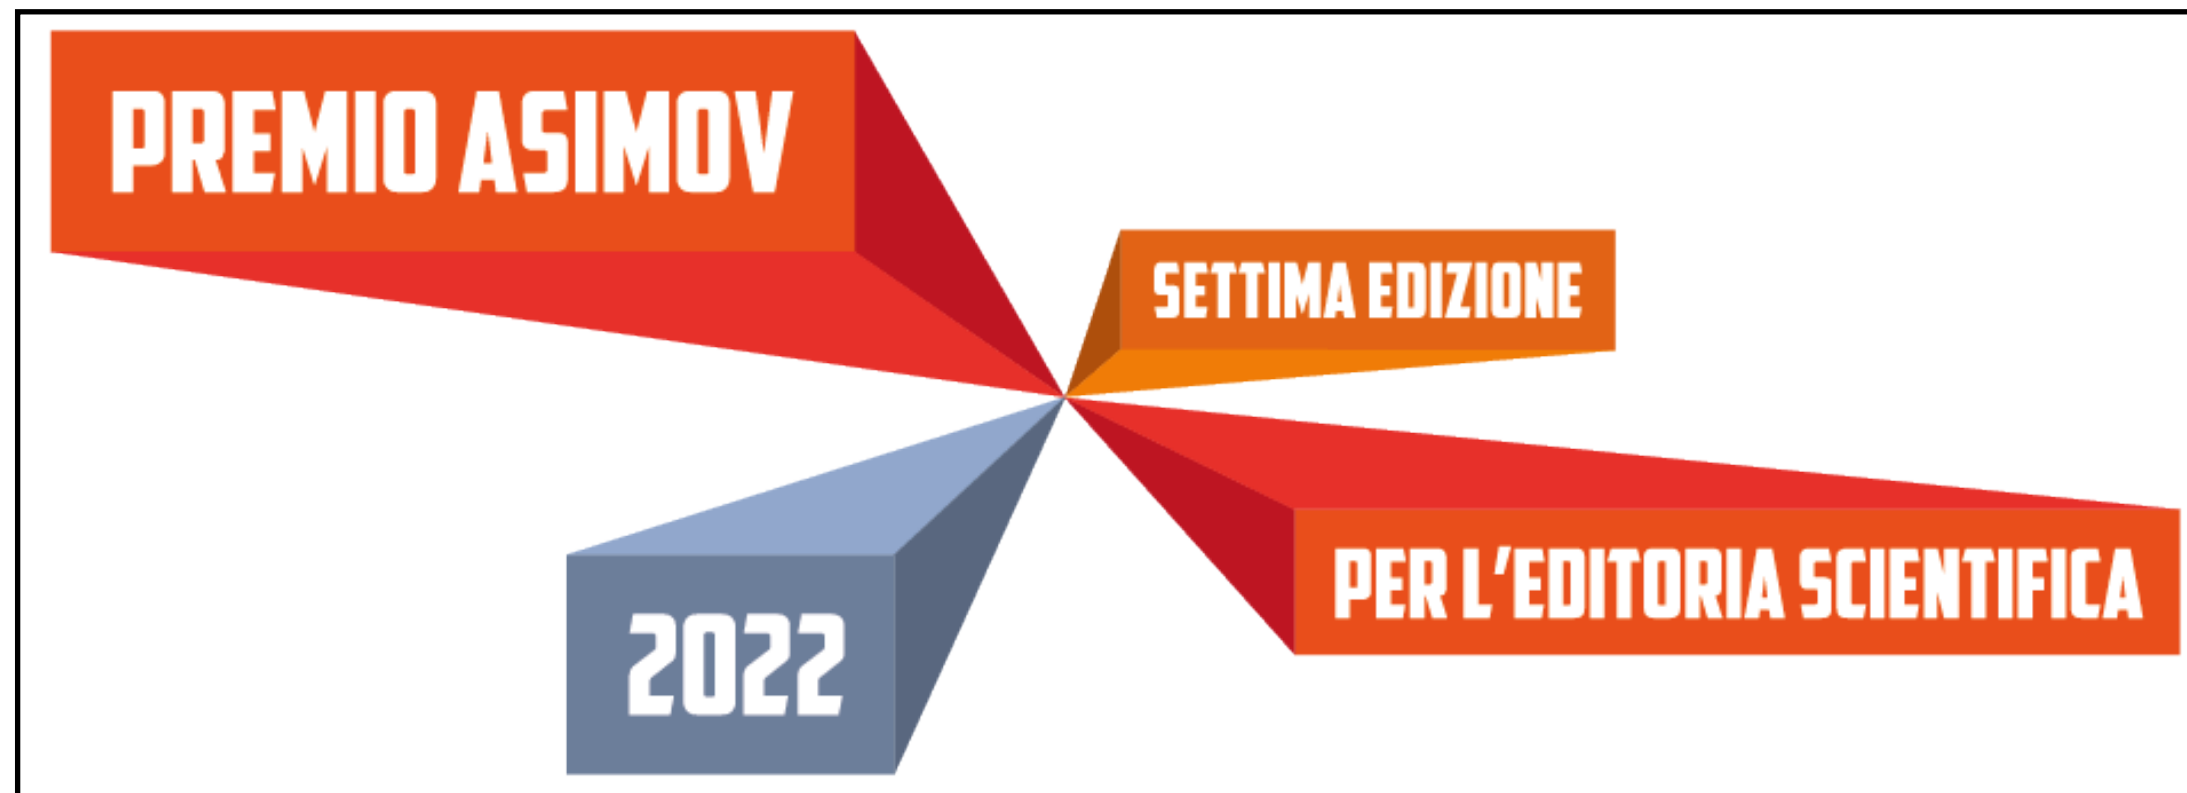 PREMIO ASIMOV
SETTIMA EDIZIONE
PER L'EDITORIA SCIENTIFICA
2022